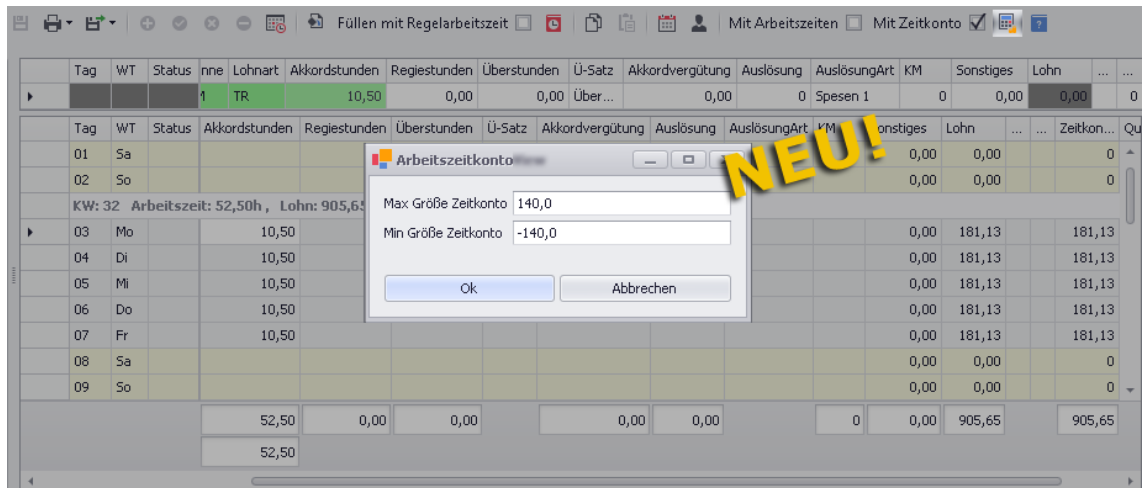 Füllen mit Regelarbeitszeit Mit Arbeitszeiten Mit Zeitkonto ?
Tag WT Status nne Lohnart Akkordstunden Regiestunden Überstunden Ü-Satz Akkordvergütung Auslösung AuslösungArt KM Sonstiges Lohn ... ...
TR 10,50 0,00 0,00 Über... 0,00 0 Spesen 1 0 0,00 0,00 0
Tag WT Status Akkordstunden Regiestunden Überstunden Ü-Satz Akkordvergütung Auslösung AuslösungArt KM onstiges Lohn ... ... Zeitkon... Qu
01 Sa 0,00 0,00 0
02 So 0,00 0,00 0
KW: 32 Arbeitszeit: 52,50h, Lohn: 905,65
03 Mo 10,50 0,00 181,13 181,13
04 Di 10,50 0,00 181,13 181,13
05 Mi 10,50 0,00 181,13 181,13
06 Do 10,50 0,00 181,13 181,13
07 Fr 10,50 0,00 181,13 181,13
08 Sa 0,00 0,00 0
09 So 0,00 0,00 0
52,50 0,00 0,00 0,00 0,00 0 0,00 905,65 905,65
52,50
Arbeitszeitkonto
Max Größe Zeitkonto 140,0
Min Größe Zeitkonto -140,0
Ok Abbrechen
NEU!